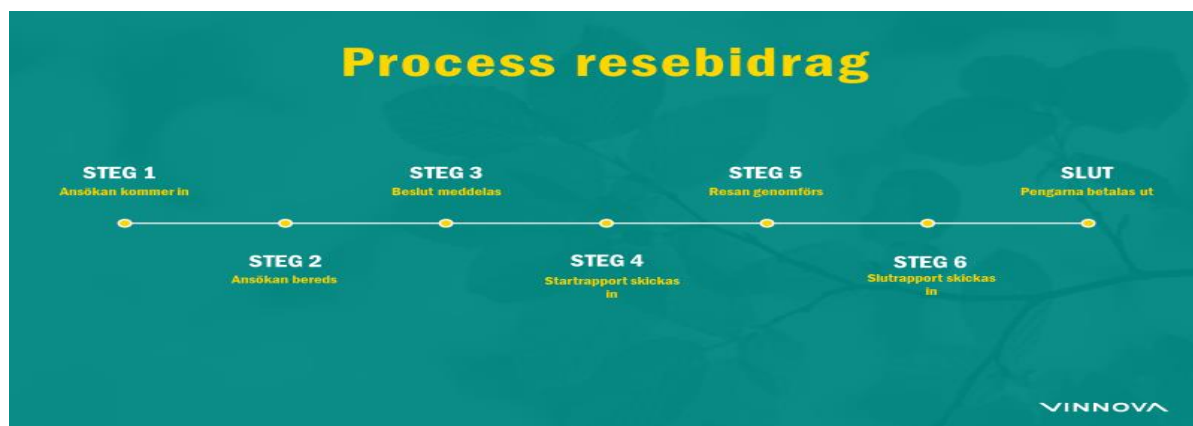 Process resebidrag
STEG 1
Ansökan kommer in
STEG 2
Ansökan bereds
STEG 3
Beslut meddelas
STEG 4
Startrapport skickas
in
STEG 5
Resan genomförs
STEG 6
Slutrapport skickas
in
SLUT
Pengarna betalas ut
VINNOVA